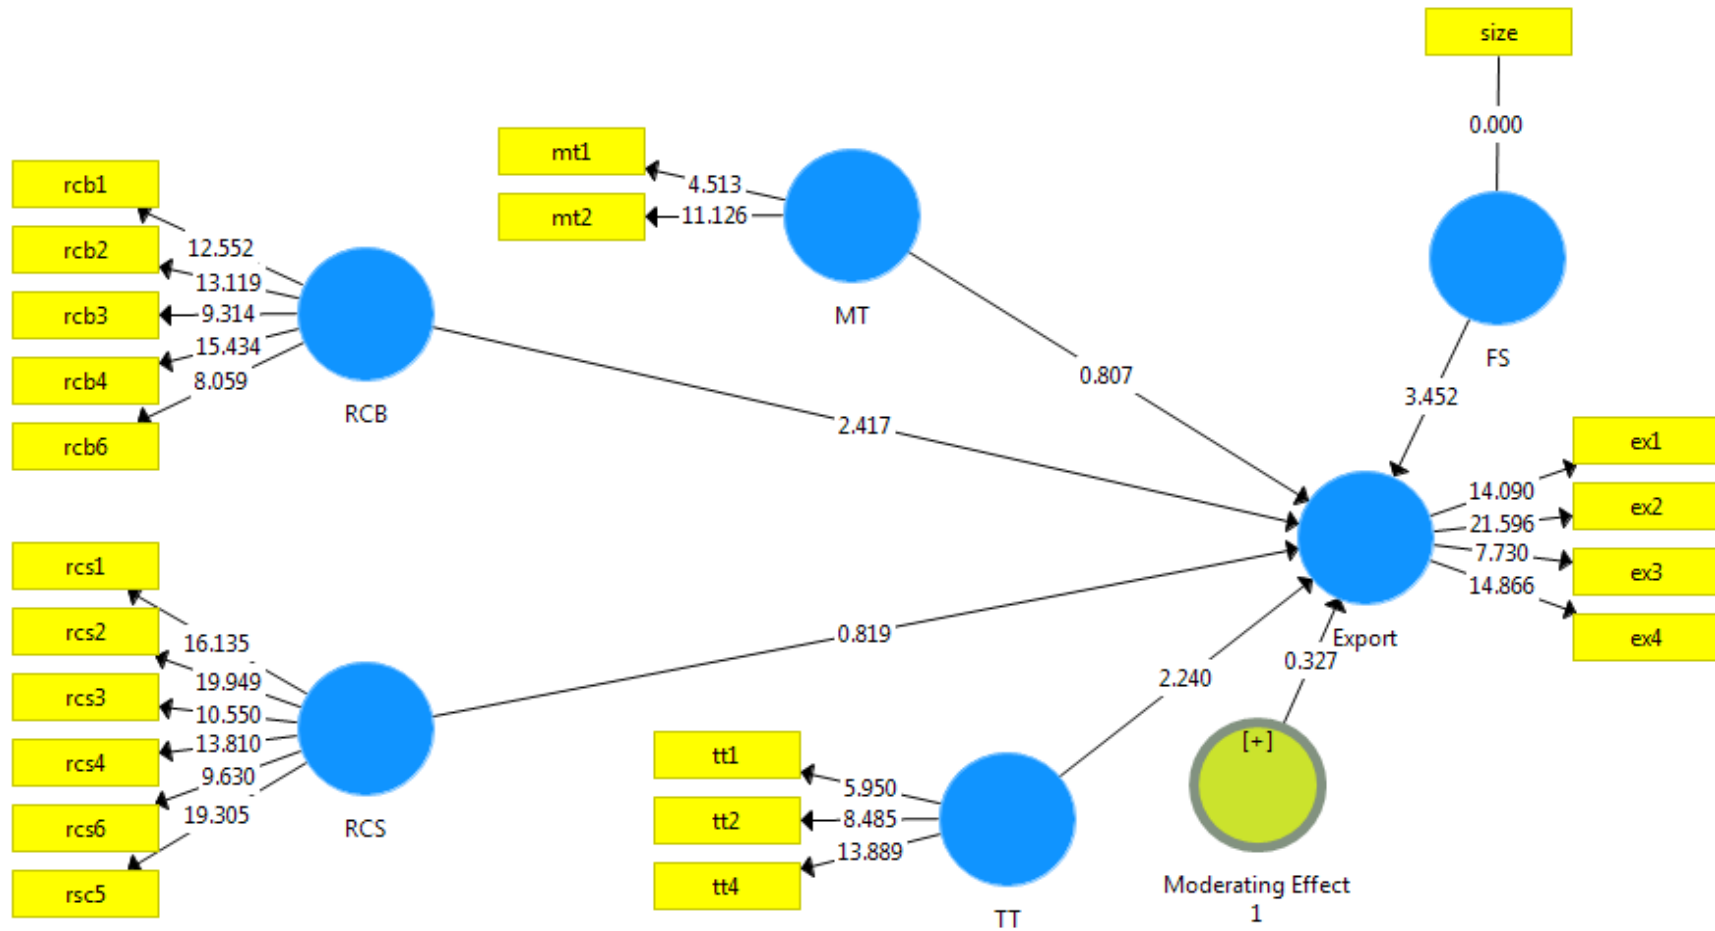 size
0.000
FS
3.452
mt1
mt2
4.513
11.126
MT
0.807
rcb1
rcb2
rcb3
rcb4
rcb6
12.552
13.119
9.314
15.434
8.059
RCB
2.417
ex1
ex2
ex3
ex4
14.090
21.596
7.730
14.866
Export
0.327
rcs1
rcs2
rcs3
rcs4
rcs6
rsc5
16.135
19.949
10.550
13.810
9.630
19.305
RCS
0.819
tt1
tt2
tt4
5.950
8.485
13.889
TT
2.240
[+]
Moderating Effect
1